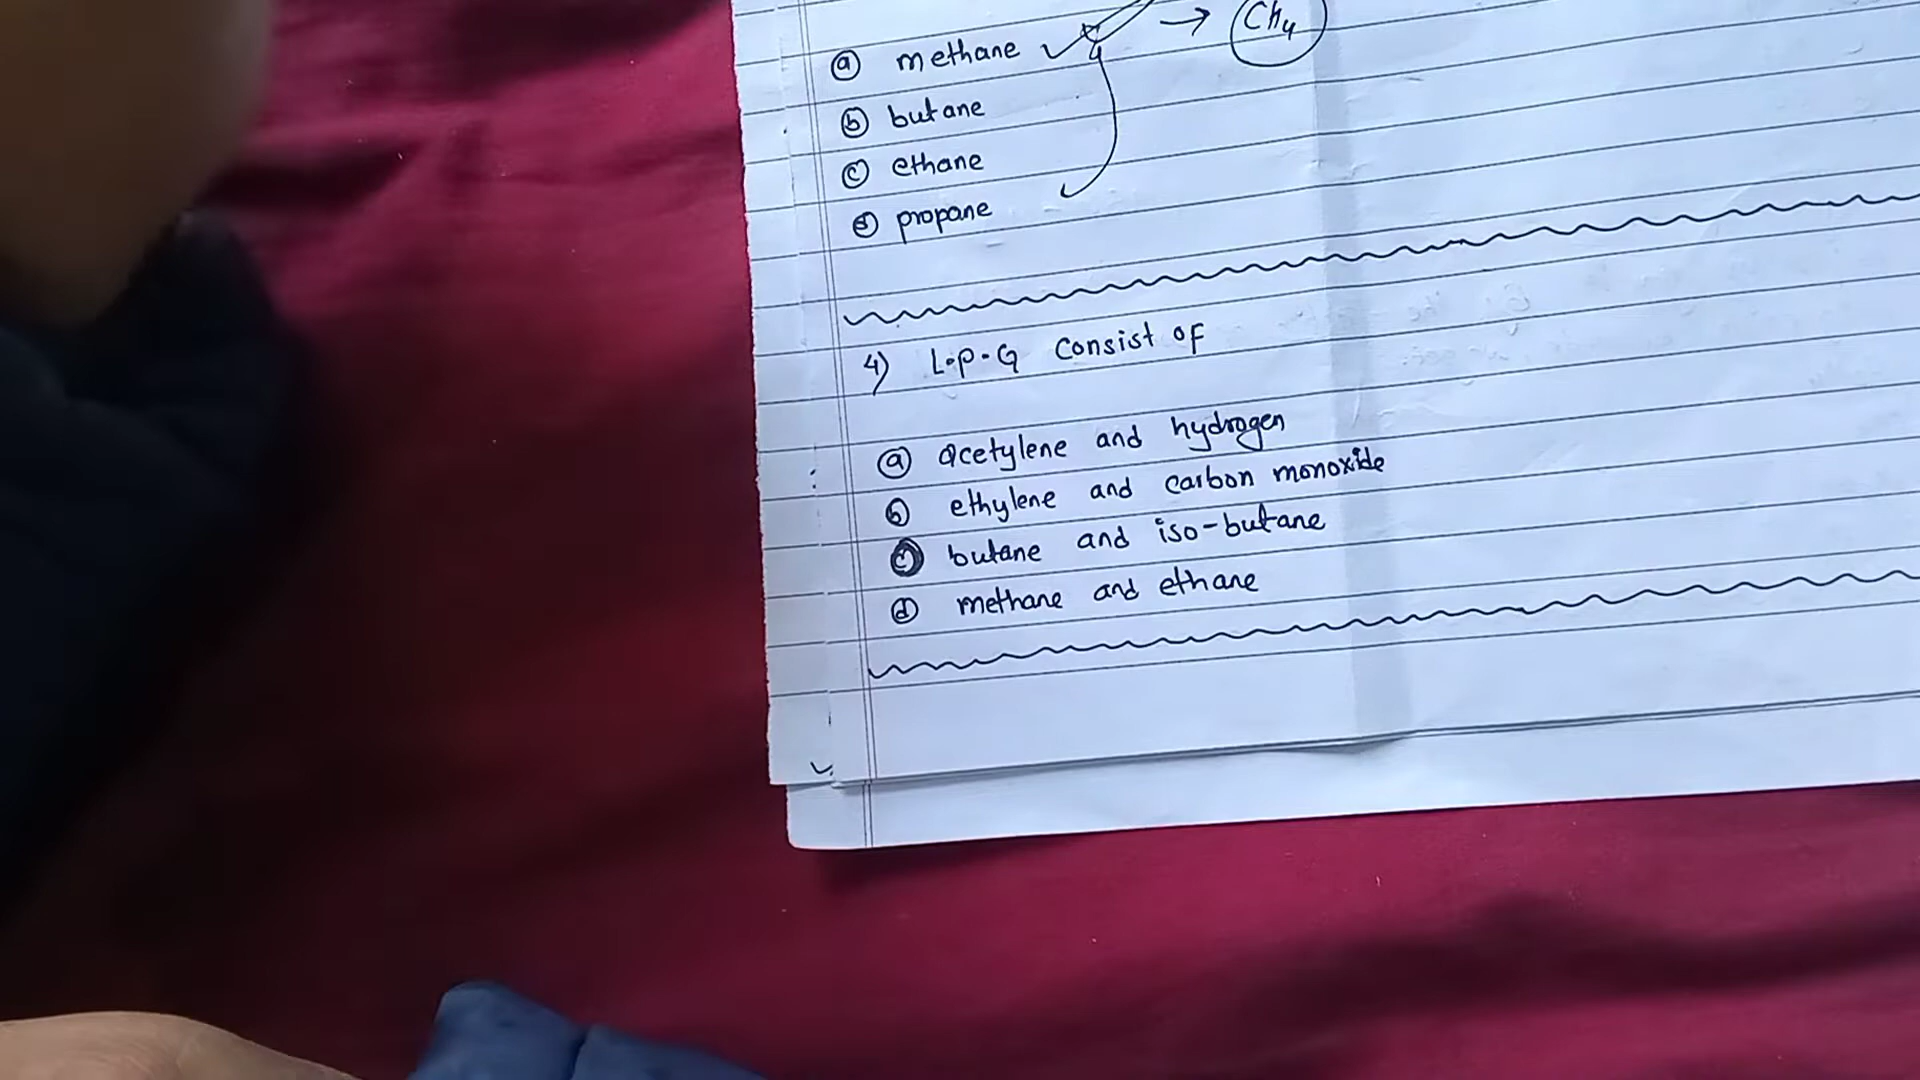 ⓐ methane → CH4
ⓑ butane
ⓒ ethane
ⓓ propane
4) L.P.G Consist of
ⓐ acetylene and hydrogen
ⓑ ethylene and carbon monoxide
ⓒ butane and iso-butane
ⓓ methane and ethane